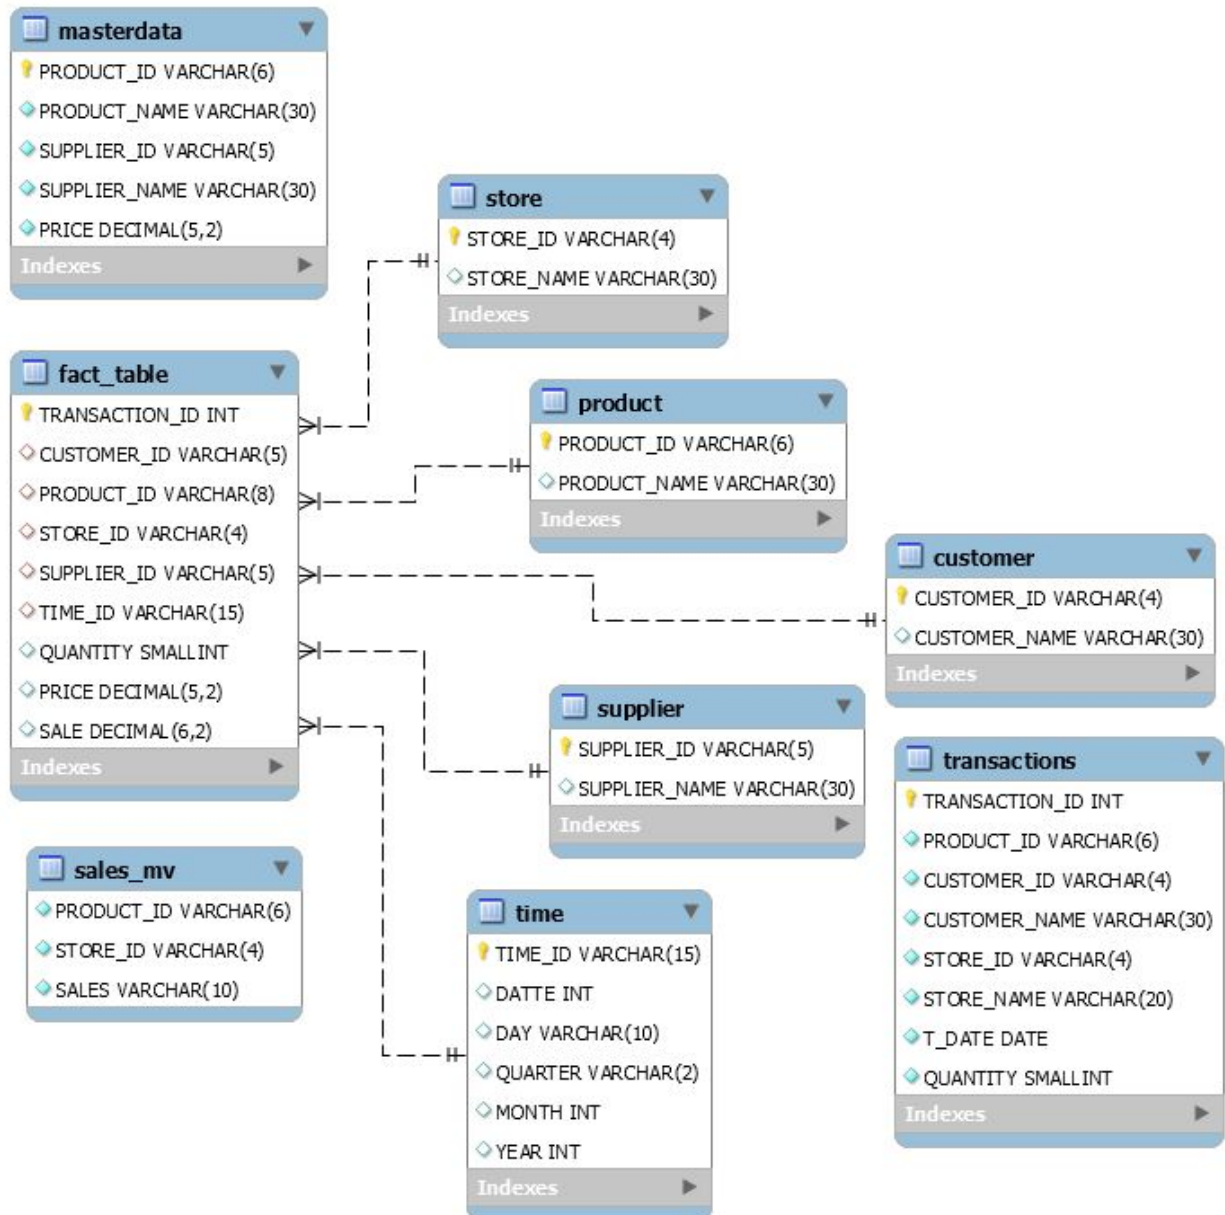 masterdata
PRODUCT_ID VARCHAR(6)
PRODUCT_NAME VARCHAR(30)
SUPPLIER_ID VARCHAR(5)
SUPPLIER_NAME VARCHAR(30)
PRICE DECIMAL(5,2)
Indexes
store
STORE_ID VARCHAR(4)
STORE_NAME VARCHAR(30)
Indexes
fact_table
TRANSACTION_ID INT
CUSTOMER_ID VARCHAR(5)
PRODUCT_ID VARCHAR(8)
STORE_ID VARCHAR(4)
SUPPLIER_ID VARCHAR(5)
TIME_ID VARCHAR(15)
QUANTITY SMALLINT
PRICE DECIMAL(5,2)
SALE DECIMAL(6,2)
Indexes
product
PRODUCT_ID VARCHAR(6)
PRODUCT_NAME VARCHAR(30)
Indexes
customer
CUSTOMER_ID VARCHAR(4)
CUSTOMER_NAME VARCHAR(30)
Indexes
supplier
SUPPLIER_ID VARCHAR(5)
SUPPLIER_NAME VARCHAR(30)
Indexes
transactions
TRANSACTION_ID INT
PRODUCT_ID VARCHAR(6)
CUSTOMER_ID VARCHAR(4)
CUSTOMER_NAME VARCHAR(30)
STORE_ID VARCHAR(4)
STORE_NAME VARCHAR(20)
T_DATE DATE
QUANTITY SMALLINT
Indexes
sales_mv
PRODUCT_ID VARCHAR(6)
STORE_ID VARCHAR(4)
SALES VARCHAR(10)
time
TIME_ID VARCHAR(15)
DATTE INT
DAY VARCHAR(10)
QUARTER VARCHAR(2)
MONTH INT
YEAR INT
Indexes